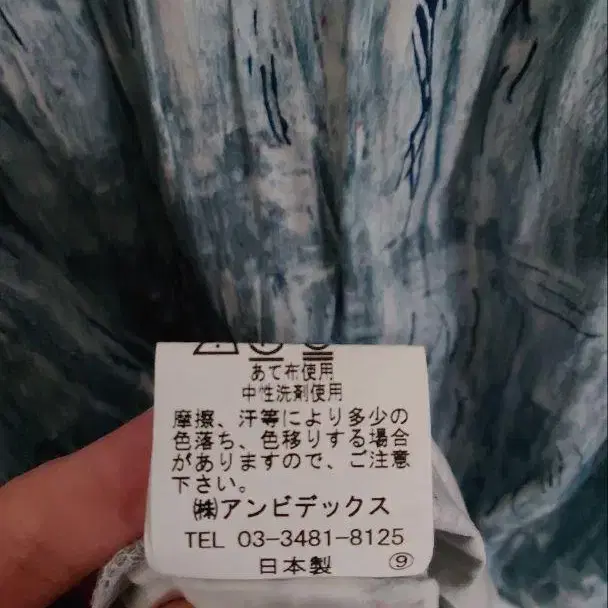 あて布使用
中性洗剤使用
摩擦、汗等により多少の
色落ち、色移りする場合
がありますので、ご注意
下さい。
㈱アンビデックス
TEL 03-3481-8125
日本製 ⑨